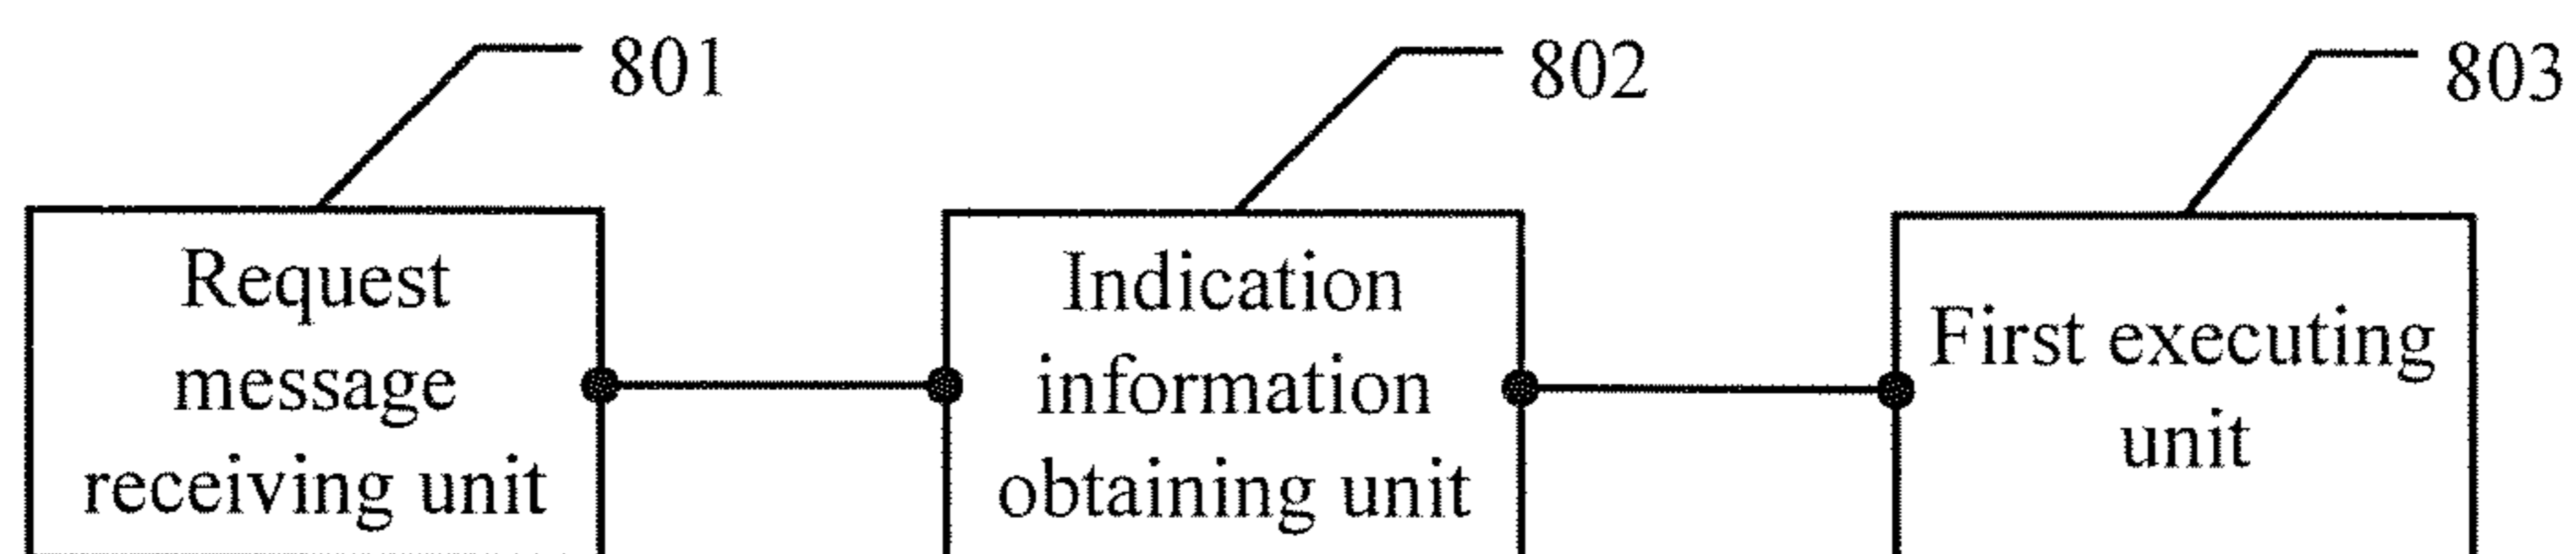 801
802
803
Request
message
receiving unit
Indication
information
obtaining unit
First executing
unit